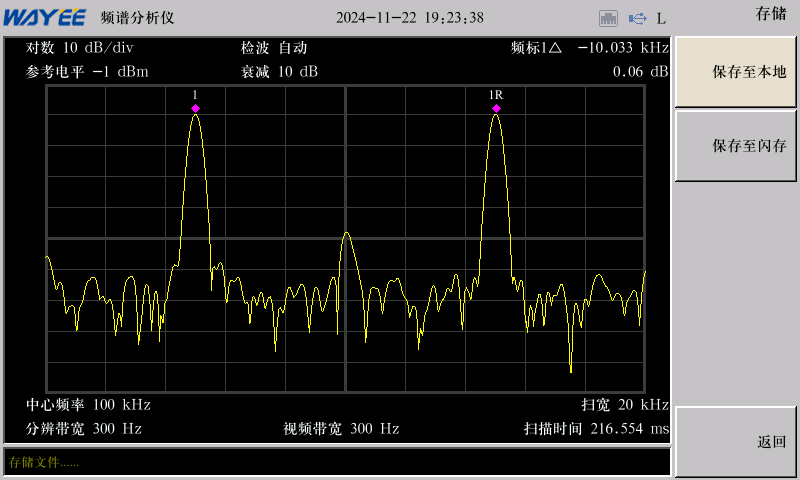 WAYEE 频谱分析仪 2024-11-22 19:23:38 L 存储
对数 10 dB/div 检波 自动 频标1△ -10.033 kHz
参考电平 -1 dBm 衰减 10 dB 0.06 dB
保存至本地
1 1R
保存至闪存
中心频率 100 kHz 扫宽 20 kHz
分辨带宽 300 Hz 视频带宽 300 Hz 扫描时间 216.554 ms
返回
存储文件......